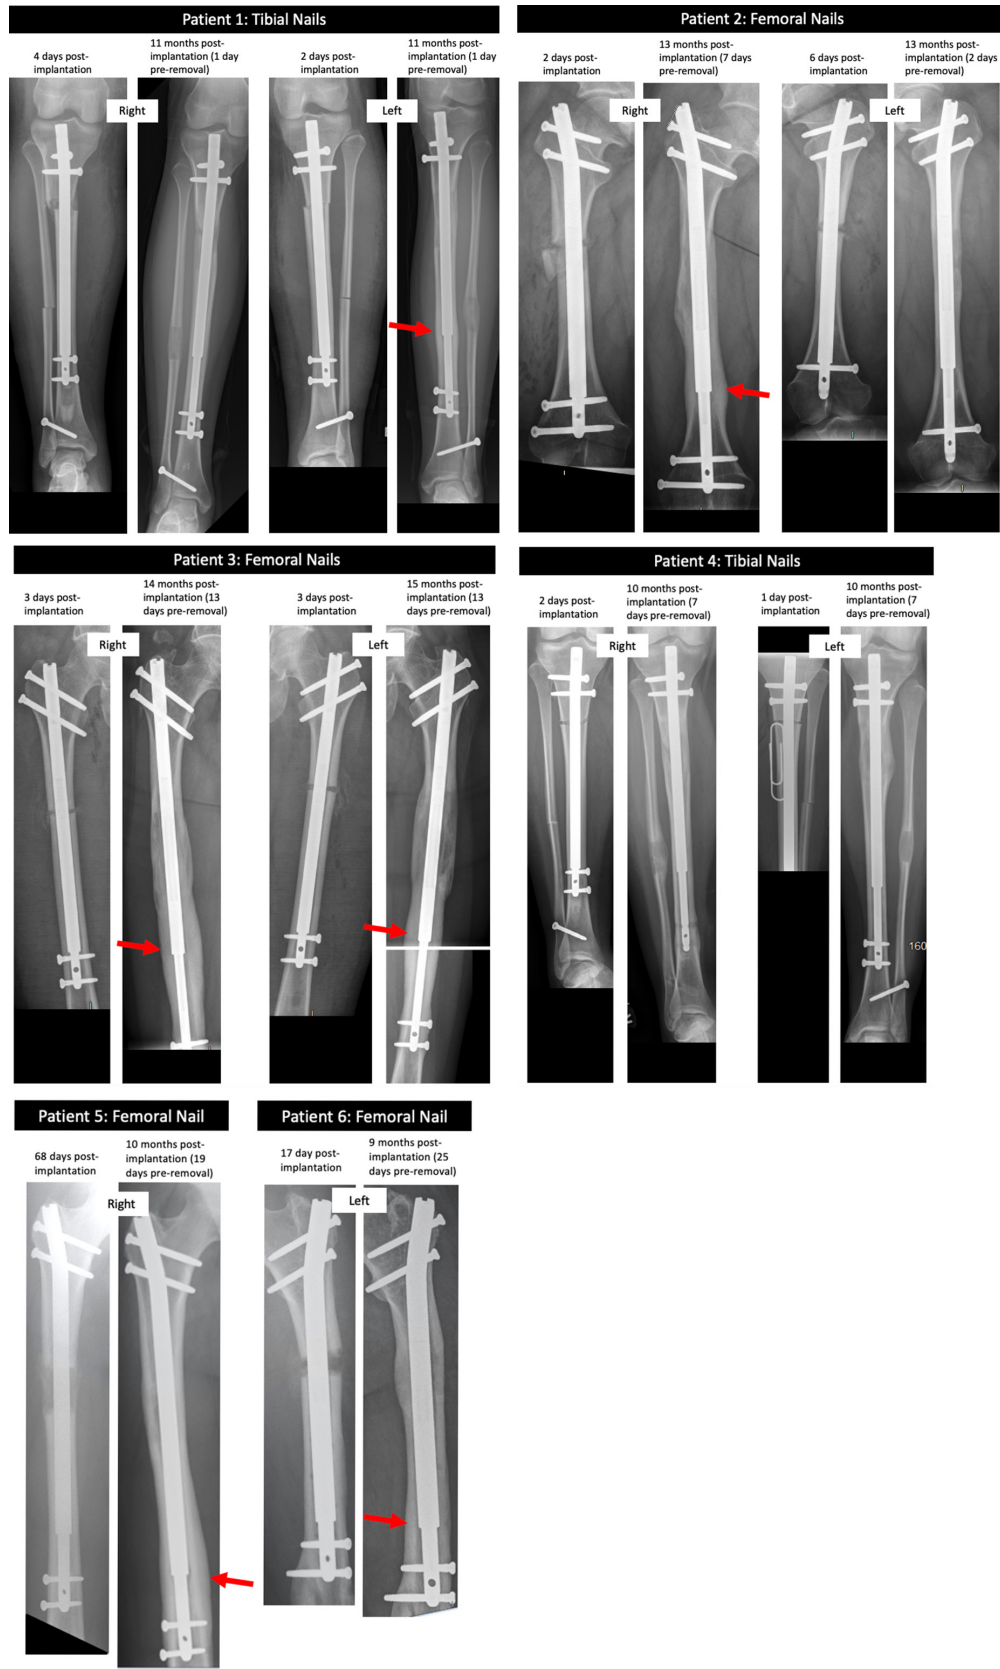 Patient 1: Tibial Nails
4 days post-
implantation
11 months post-
implantation (1 day
pre-removal)
2 days post-
implantation
11 months post-
implantation (1 day
pre-removal)
Right
Left
Patient 2: Femoral Nails
2 days post-
implantation
13 months post-
implantation (7 days
pre-removal)
6 days post-
implantation
13 months post-
implantation (2 days
pre-removal)
Right
Left
Patient 3: Femoral Nails
3 days post-
implantation
14 months post-
implantation (13
days pre-removal)
3 days post-
implantation
15 months post-
implantation (13
days pre-removal)
Right
Left
Patient 4: Tibial Nails
2 days post-
implantation
10 months post-
implantation (7
days pre-removal)
1 day post-
implantation
10 months post-
implantation (7
days pre-removal)
Right
Left
160
Patient 5: Femoral Nail
68 days post-
implantation
10 months post-
implantation (19
days pre-removal)
Right
Patient 6: Femoral Nail
17 day post-
implantation
9 months post-
implantation (25
days pre-removal)
Left